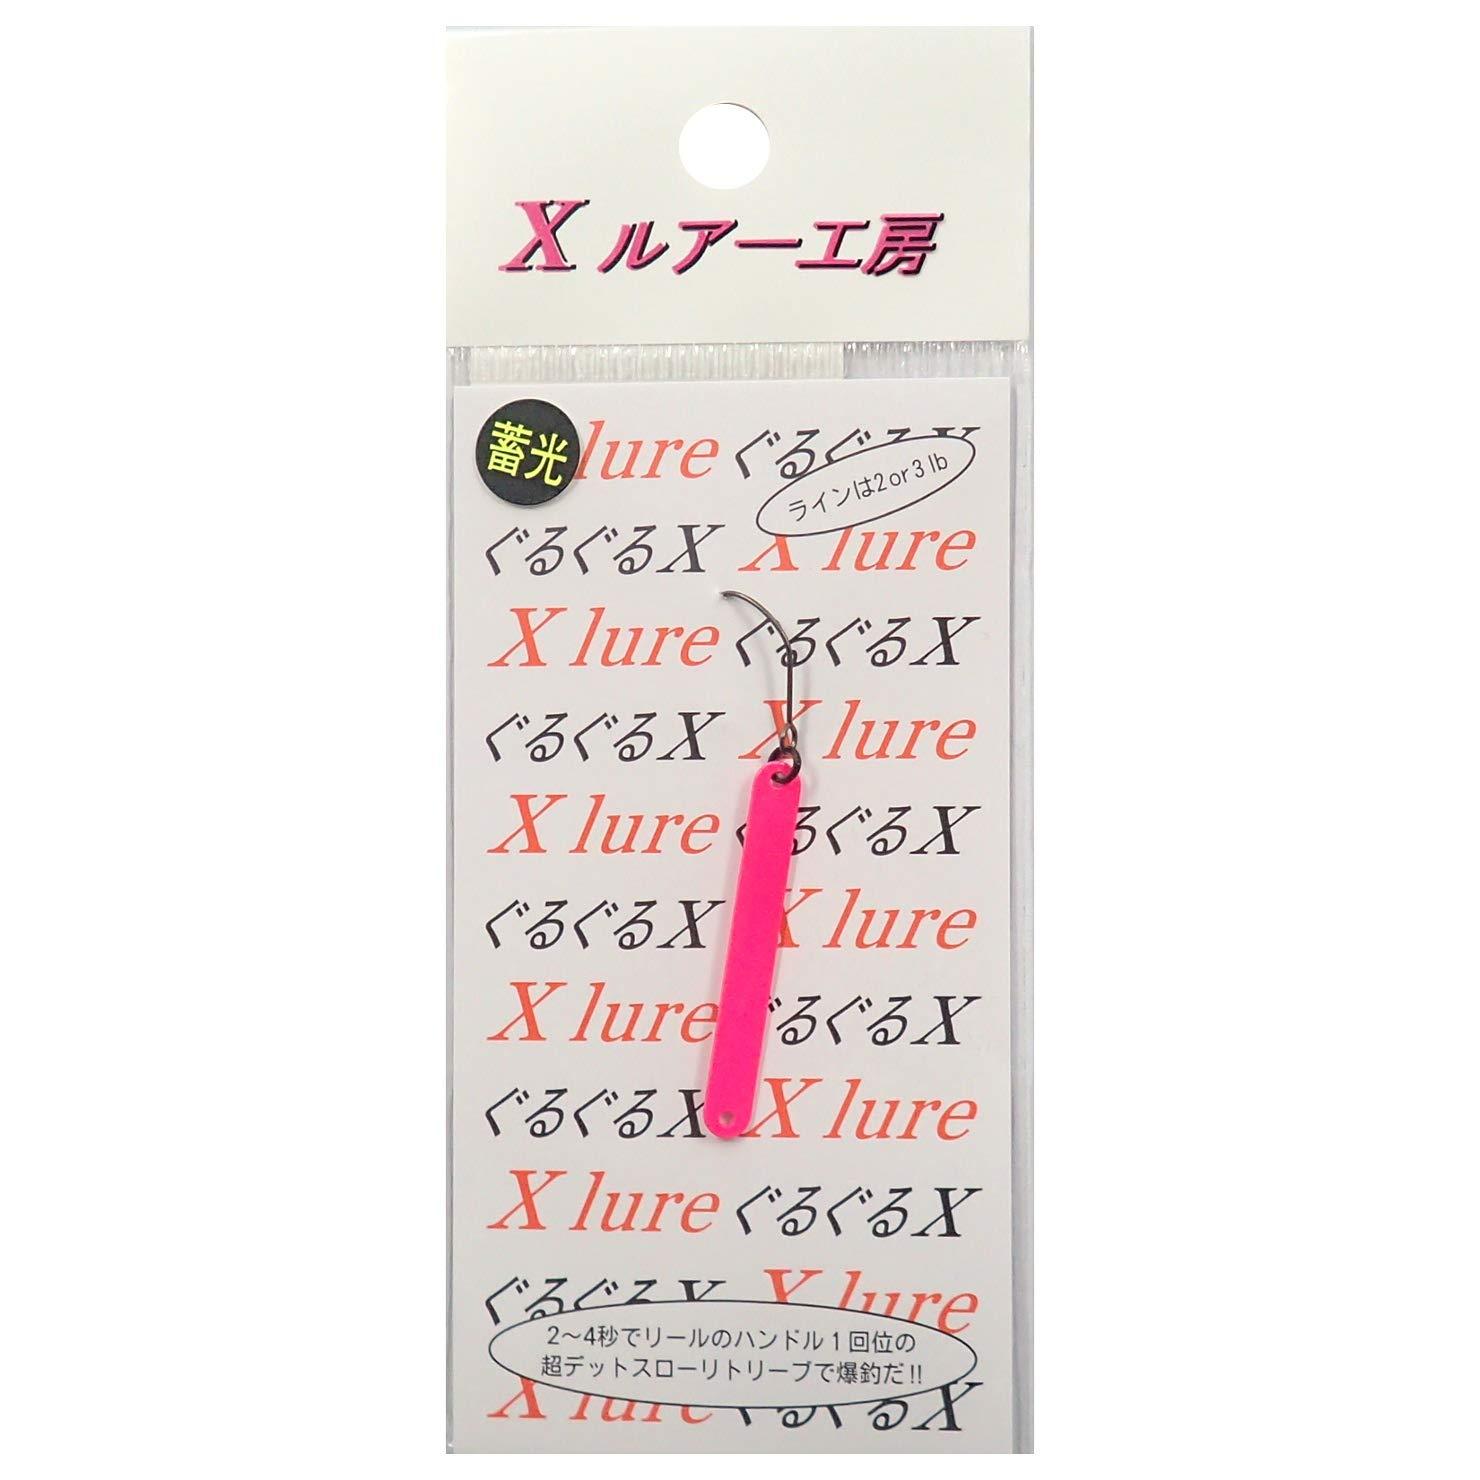 X ルアー工房
蓄光
lure ぐるぐるX
ラインは2or3lb
ぐるぐるX X lure
X lure ぐるぐるX
ぐるぐるX X lure
X lure ぐるぐるX
ぐるぐるX X lure
X lure ぐるぐるX
ぐるぐるX X lure
X lure ぐるぐるX
ぐるぐるX X lure
2～4秒でリールのハンドル1回位の
超デットスローリトリーブで爆釣だ!!
X lure ぐるぐるX